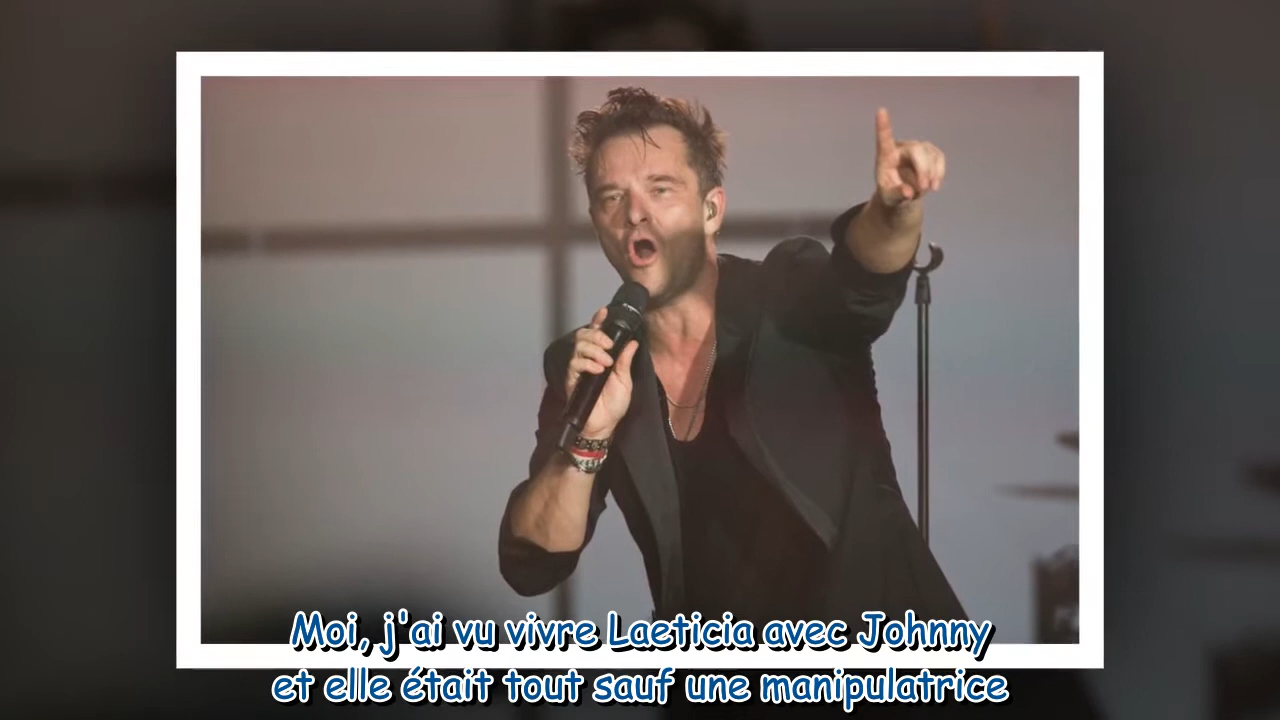 Moi, j'ai vu vivre Laeticia avec Johnny
et elle était tout sauf une manipulatrice